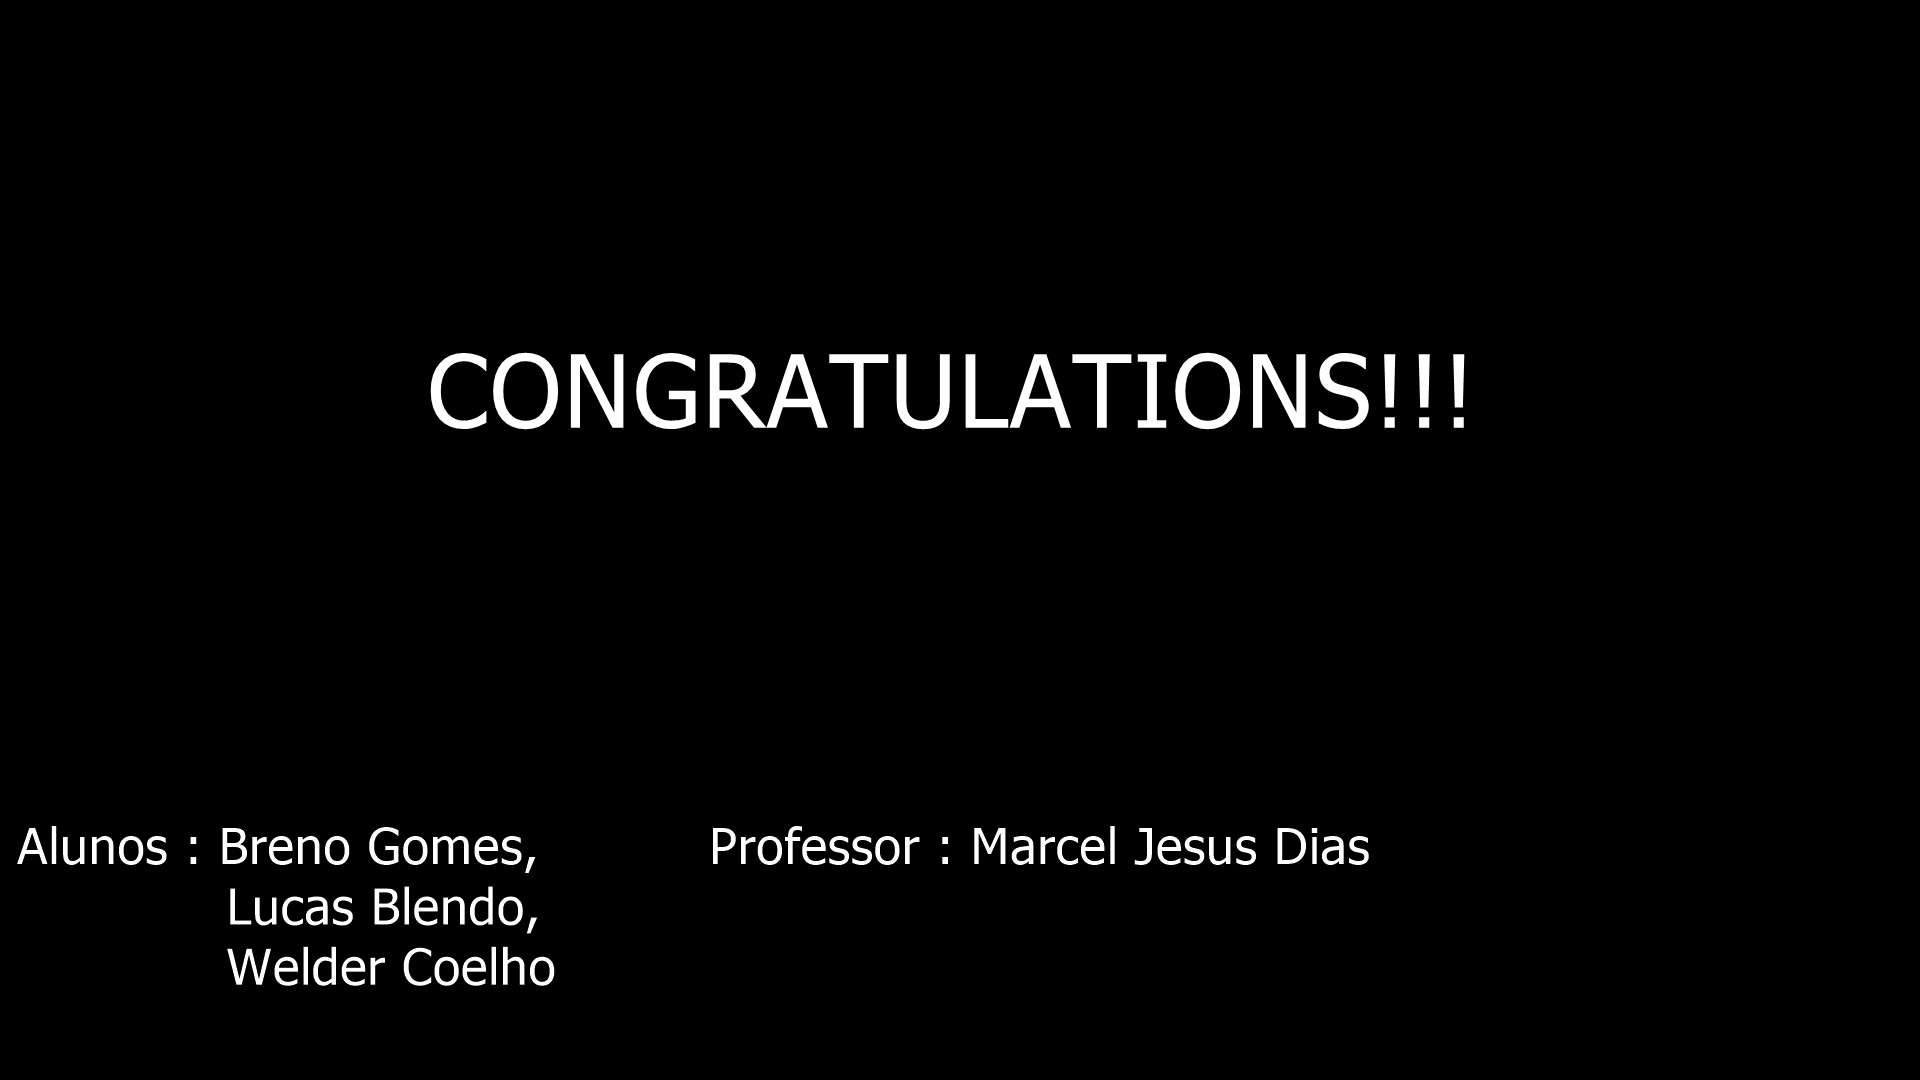 CONGRATULATIONS!!!
Alunos : Breno Gomes,
Lucas Blendo,
Welder Coelho
Professor : Marcel Jesus Dias